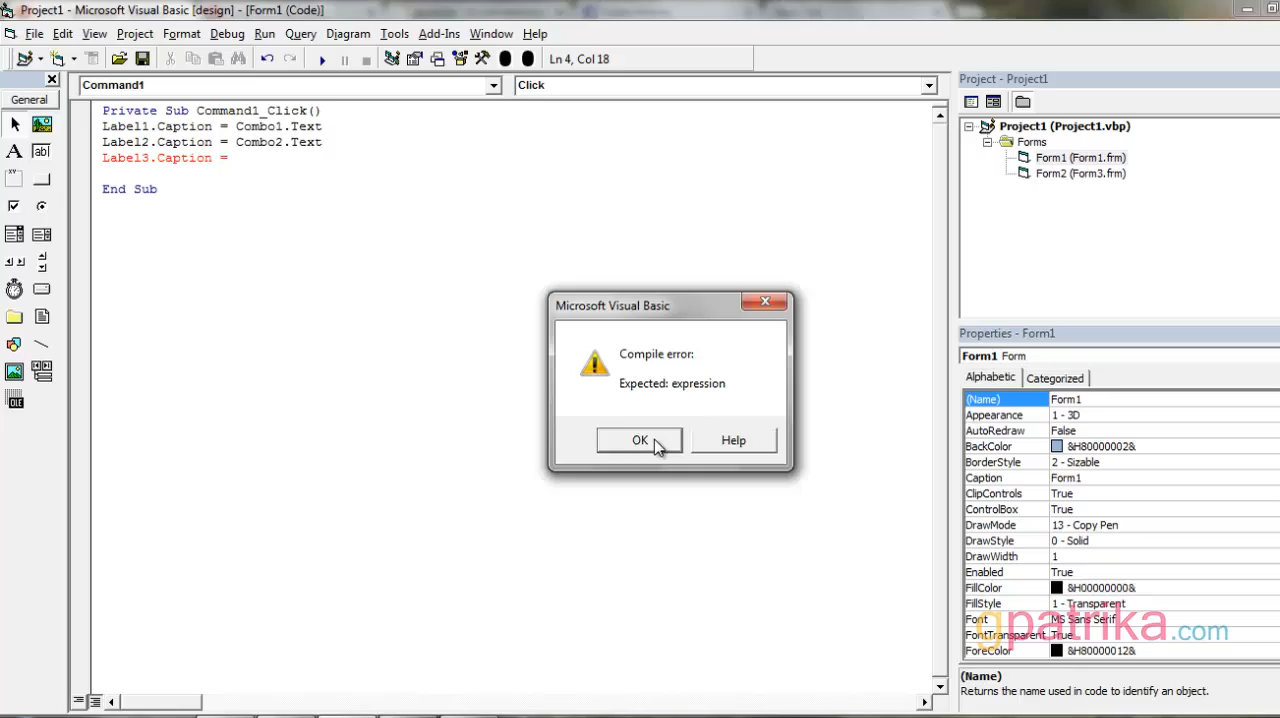 Project1 - Microsoft Visual Basic [design] - [Form1 (Code)]
File Edit View Project Format Debug Run Query Diagram Tools Add-Ins Window Help
Ln 4, Col 18
General
Command1
Click
Private Sub Command1_Click()
Label1.Caption = Combo1.Text
Label2.Caption = Combo2.Text
Label3.Caption =
End Sub
Microsoft Visual Basic
Compile error:
Expected: expression
OK
Help
Project - Project1
Project1 (Project1.vbp)
Forms
Form1 (Form1.frm)
Form2 (Form3.frm)
Properties - Form1
Form1 Form
Alphabetic Categorized
(Name) Form1
Appearance 1 - 3D
AutoRedraw False
BackColor &H80000002&
BorderStyle 2 - Sizable
Caption Form1
ClipControls True
ControlBox True
DrawMode 13 - Copy Pen
DrawStyle 0 - Solid
DrawWidth 1
Enabled True
FillColor &H00000000&
FillStyle 1 - Transparent
Font MS Sans Serif
FontTransparent True
ForeColor &H80000012&
gpatrika.com
(Name)
Returns the name used in code to identify an object.